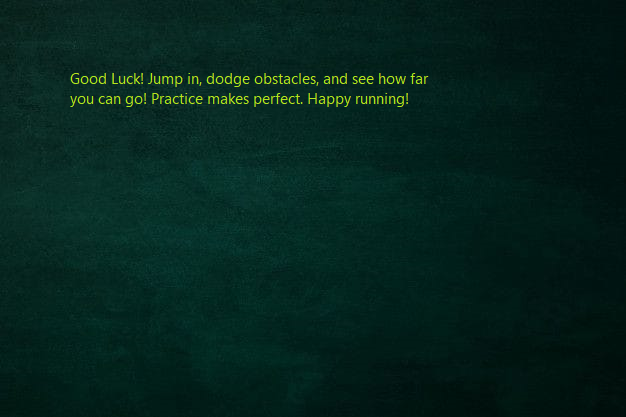 Good Luck! Jump in, dodge obstacles, and see how far
you can go! Practice makes perfect. Happy running!